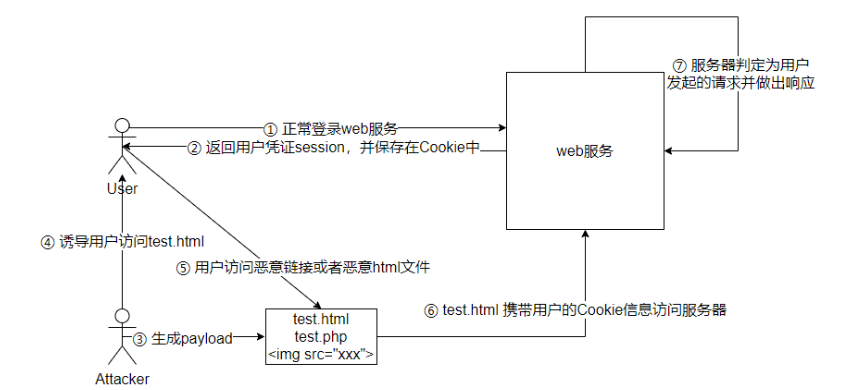 ⑦ 服务器判定为用户
发起的请求并做出响应
① 正常登录web服务
② 返回用户凭证session，并保存在Cookie中
web服务
User
④ 诱导用户访问test.html
⑤ 用户访问恶意链接或者恶意html文件
⑥ test.html 携带用户的Cookie信息访问服务器
test.html
test.php
<img src="xxx">
③ 生成payload
Attacker